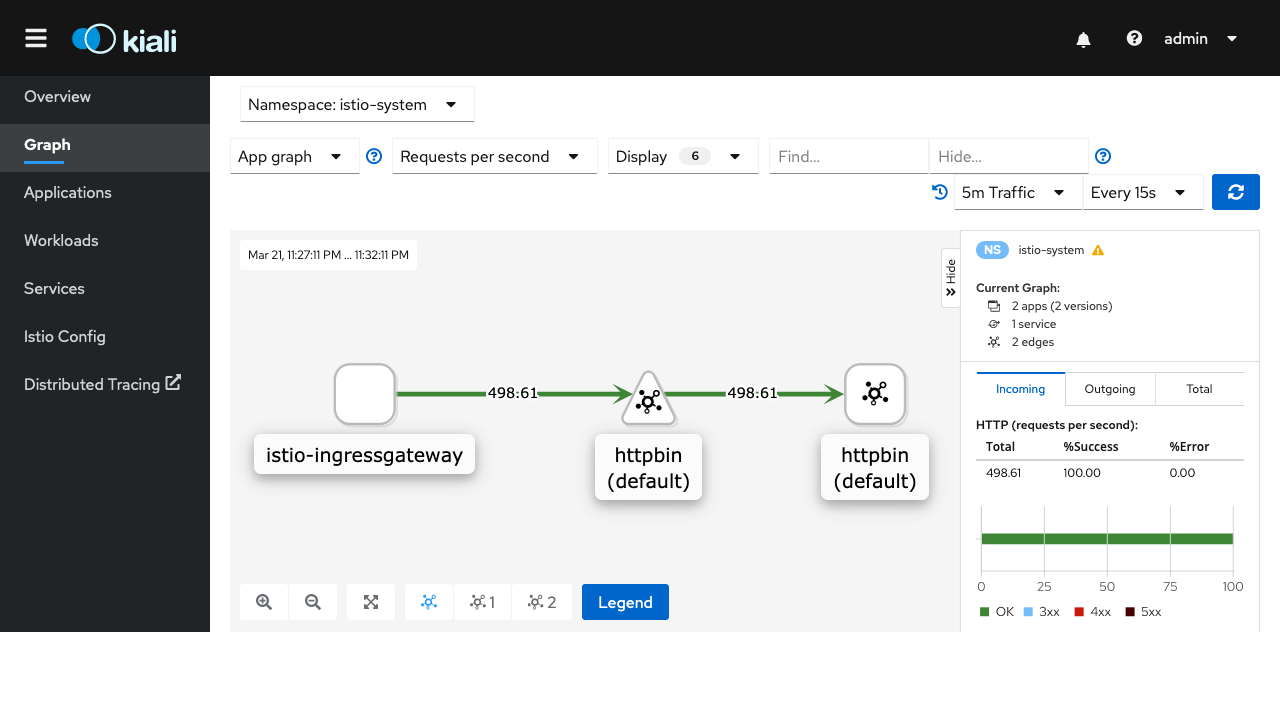 kiali
admin
Overview
Graph
Applications
Workloads
Services
Istio Config
Distributed Tracing
Namespace: istio-system
App graph
Requests per second
Display 6
Find...
Hide...
5m Traffic
Every 15s
Mar 21, 11:27:11 PM ... 11:32:11 PM
Hide
498.61
498.61
istio-ingressgateway
httpbin
(default)
httpbin
(default)
1
2
Legend
NS istio-system
Current Graph:
2 apps (2 versions)
1 service
2 edges
Incoming Outgoing Total
HTTP (requests per second):
Total %Success %Error
498.61 100.00 0.00
0 25 50 75 100
OK 3xx 4xx 5xx